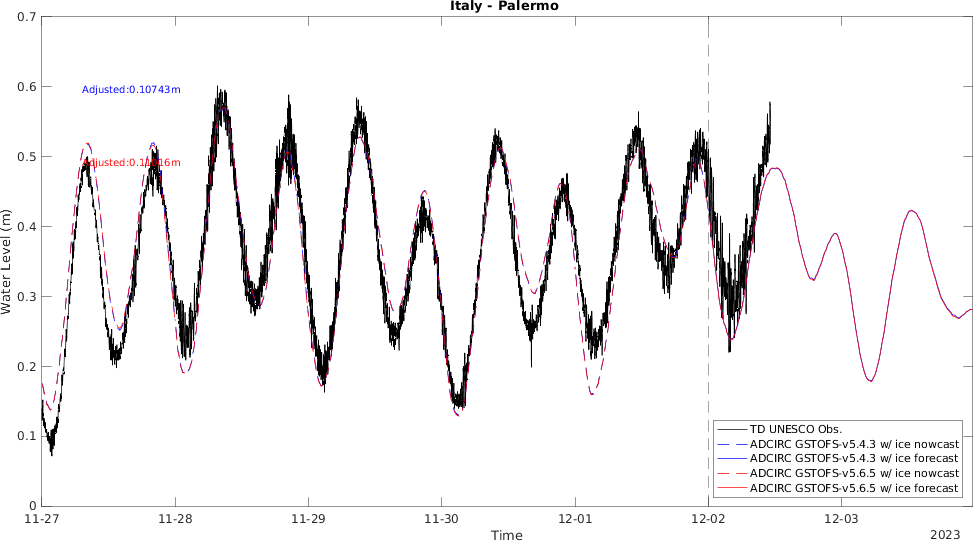 Italy - Palermo
0.7
0.6
0.5
0.4
0.3
0.2
0.1
0
Water Level (m)
Adjusted:0.10743m
TD UNESCO Obs.
ADCIRC GSTOFS-v5.4.3 w/ ice nowcast
ADCIRC GSTOFS-v5.4.3 w/ ice forecast
ADCIRC GSTOFS-v5.6.5 w/ ice nowcast
ADCIRC GSTOFS-v5.6.5 w/ ice forecast
11-27 11-28 11-29 11-30 12-01 12-02 12-03
Time
2023